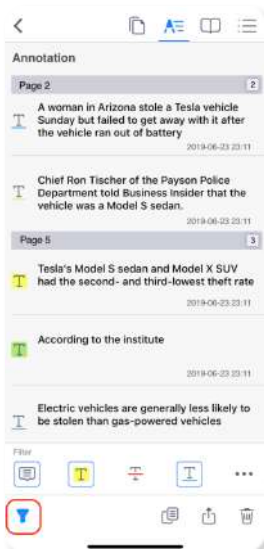 Annotation
Page 2 2
A woman in Arizona stole a Tesla vehicle
Sunday but failed to get away with it after
the vehicle ran out of battery
2019-06-23 23:11
Chief Ron Tischer of the Payson Police
Department told Business Insider that the
vehicle was a Model S sedan.
2019-06-23 23:11
Page 5 3
Tesla's Model S sedan and Model X SUV
had the second- and third-lowest theft rate
2019-06-23 23:11
According to the institute
2019-06-23 23:11
Electric vehicles are generally less likely to
be stolen than gas-powered vehicles
Filter